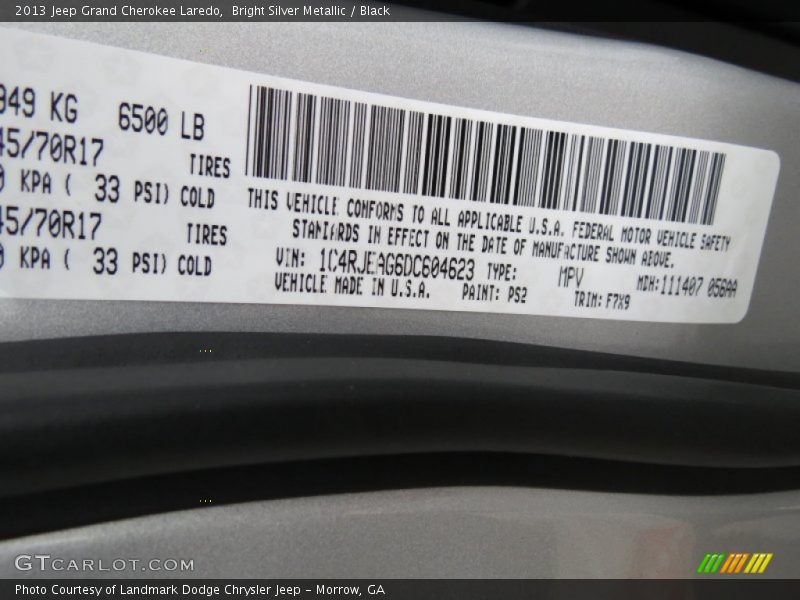 2013 Jeep Grand Cherokee Laredo,  Bright Silver Metallic / Black
949 KG  6500 LB
45/70R17
TIRES
KPA ( 33 PSI) COLD
45/70R17
TIRES
KPA ( 33 PSI) COLD
THIS VEHICLE CONFORMS TO ALL APPLICABLE U.S.A. FEDERAL MOTOR VEHICLE SAFETY
STANDARDS IN EFFECT ON THE DATE OF MANUFACTURE SHOWN ABOVE.
VIN: 1C4RJEAG6DC604623 TYPE: MPV MDH:111407 056AA
VEHICLE MADE IN U.S.A. PAINT: PS2 TRIM: F7X9
GTCARLOT.COM
Photo Courtesy of Landmark Dodge Chrysler Jeep – Morrow, GA